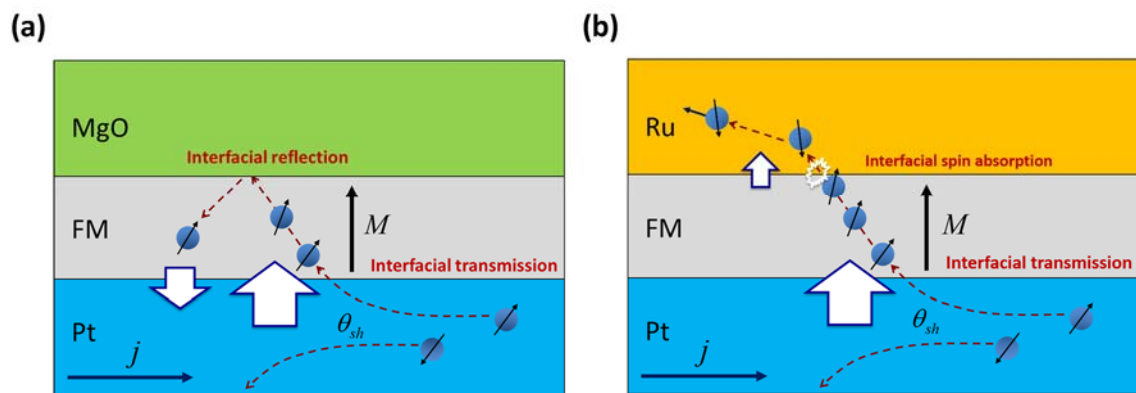 (a)
MgO
Interfacial reflection
FM
M
Interfacial transmission
Pt
θsh
j
(b)
Ru
Interfacial spin absorption
FM
M
Interfacial transmission
Pt
θsh
j